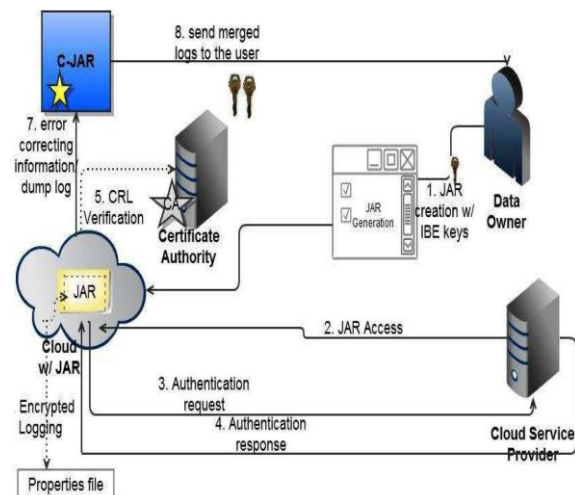 8. send merged
logs to the user
C-JAR
7. error
correcting
information/
dump log
5. CRL
Verification
CA
Certificate
Authority
JAR
Generation
1. JAR
creation w/
IBE keys
Data
Owner
JAR
Cloud
w/ JAR
2. JAR Access
3. Authentication
request
4. Authentication
response
Cloud Service
Provider
Encrypted
Logging
Properties file